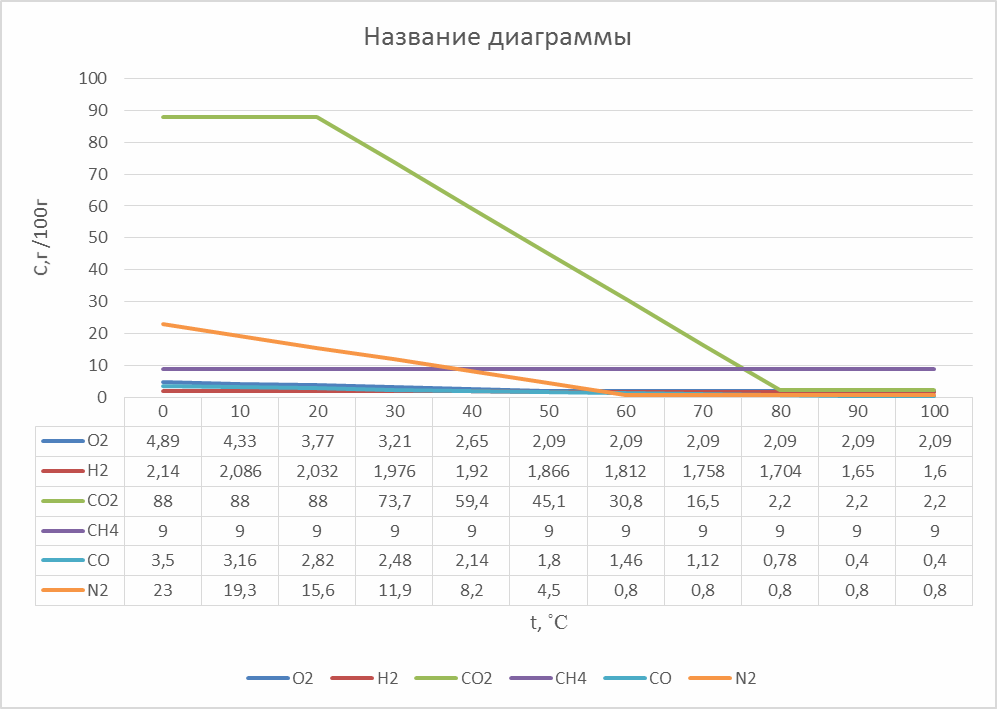 Название диаграммы
100
90
80
70
60
50
40
30
20
10
0
С,г /100г
0 10 20 30 40 50 60 70 80 90 100
O2 4,89 4,33 3,77 3,21 2,65 2,09 2,09 2,09 2,09 2,09 2,09
H2 2,14 2,086 2,032 1,976 1,92 1,866 1,812 1,758 1,704 1,65 1,6
CO2 88 88 88 73,7 59,4 45,1 30,8 16,5 2,2 2,2 2,2
CH4 9 9 9 9 9 9 9 9 9 9 9
CO 3,5 3,16 2,82 2,48 2,14 1,8 1,46 1,12 0,78 0,4 0,4
N2 23 19,3 15,6 11,9 8,2 4,5 0,8 0,8 0,8 0,8 0,8
t, ˚C
O2 H2 CO2 CH4 CO N2